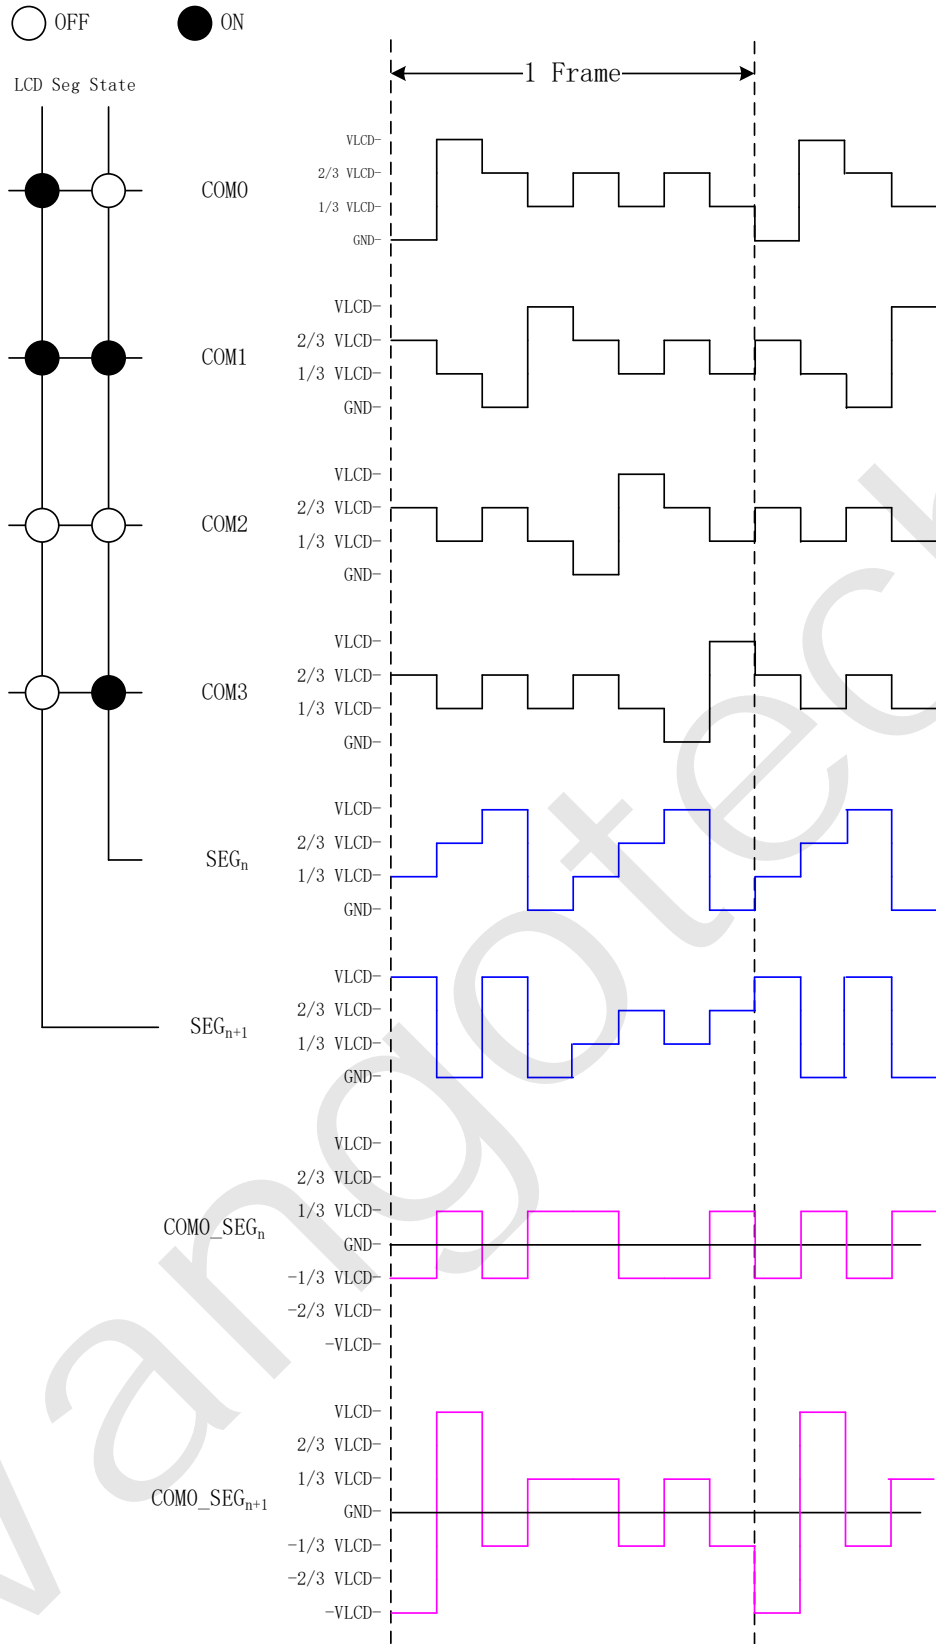 OFF ON
1 Frame
LCD Seg State
VLCD-
2/3 VLCD-
COM0
1/3 VLCD-
GND-
VLCD-
2/3 VLCD-
COM1
1/3 VLCD-
GND-
VLCD-
2/3 VLCD-
COM2
1/3 VLCD-
GND-
VLCD-
2/3 VLCD-
COM3
1/3 VLCD-
GND-
VLCD-
2/3 VLCD-
SEGn
1/3 VLCD-
GND-
VLCD-
2/3 VLCD-
SEGn+1
1/3 VLCD-
GND-
VLCD-
2/3 VLCD-
1/3 VLCD-
COM0_SEGn
GND-
-1/3 VLCD-
-2/3 VLCD-
-VLCD-
VLCD-
2/3 VLCD-
1/3 VLCD-
COM0_SEGn+1
GND-
-1/3 VLCD-
-2/3 VLCD-
-VLCD-
Vangotech